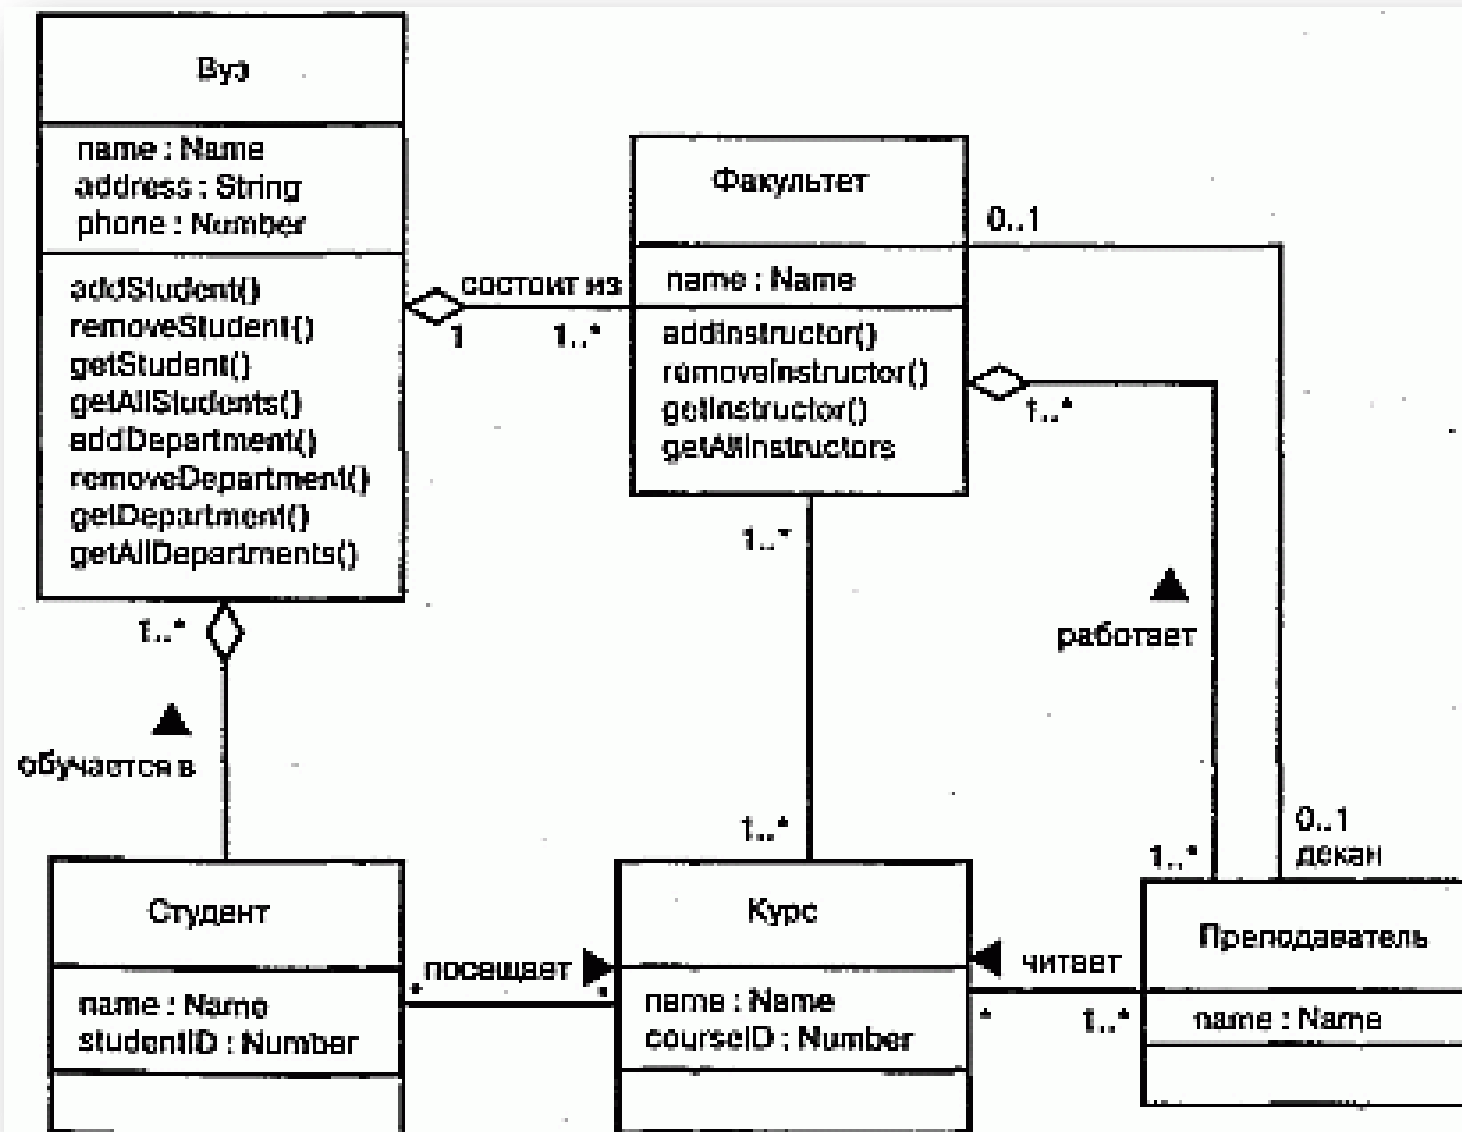 Вуз
name : Name
address : String
phone : Number
addStudent()
removeStudent()
getStudent()
getAllStudents()
addDepartment()
removeDepartment()
getDepartment()
getAllDepartments()
состоит из
1
1..*
Факультет
name : Name
addInstructor()
removeInstructor()
getInstructor()
getAllInstructors
0..1
1..*
1..*
работает
1..*
обучается в
1..*
0..1
декан
1..*
Студент
name : Name
studentID : Number
посещает
*
*
Курс
name : Name
courseID : Number
читает
*
1..*
Преподаватель
name : Name